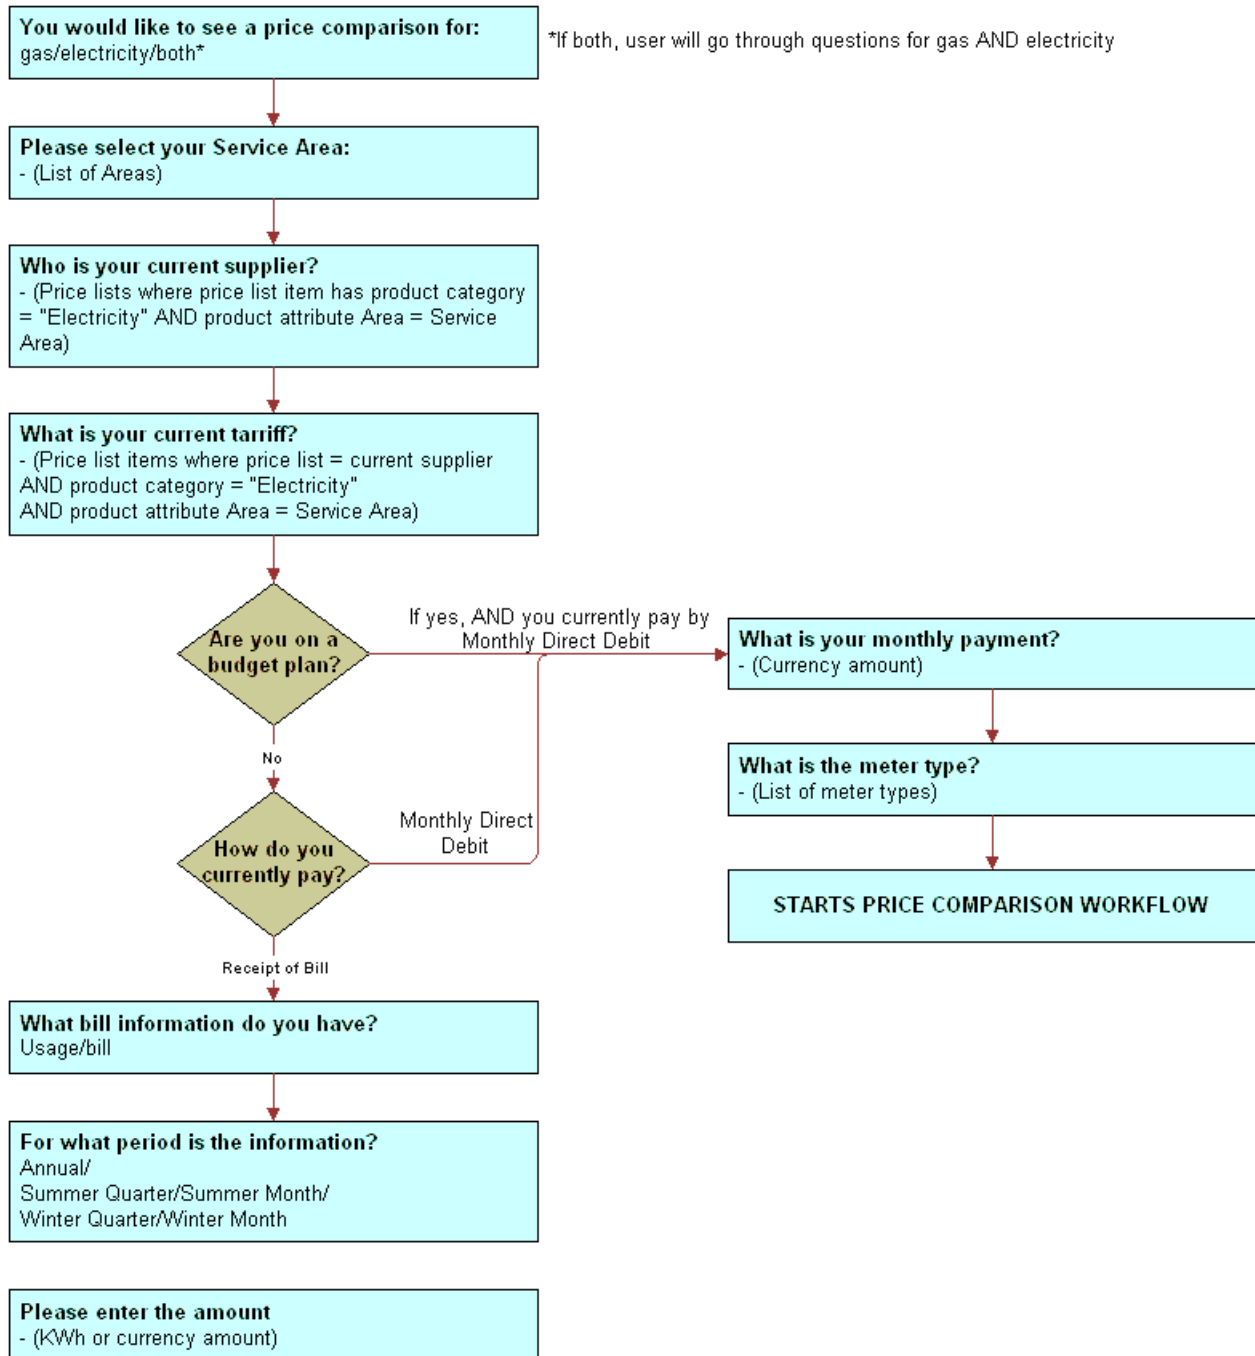 You would like to see a price comparison for:
gas/electricity/both*
*If both, user will go through questions for gas AND electricity
Please select your Service Area:
- (List of Areas)
Who is your current supplier?
- (Price lists where price list item has product category
= "Electricity" AND product attribute Area = Service
Area)
What is your current tarriff?
- (Price list items where price list = current supplier
AND product category = "Electricity"
AND product attribute Area = Service Area)
Are you on a
budget plan?
If yes, AND you currently pay by
Monthly Direct Debit
What is your monthly payment?
- (Currency amount)
No
What is the meter type?
- (List of meter types)
How do you
currently pay?
Monthly Direct
Debit
STARTS PRICE COMPARISON WORKFLOW
Receipt of Bill
What bill information do you have?
Usage/bill
For what period is the information?
Annual/
Summer Quarter/Summer Month/
Winter Quarter/Winter Month
Please enter the amount
- (KWh or currency amount)